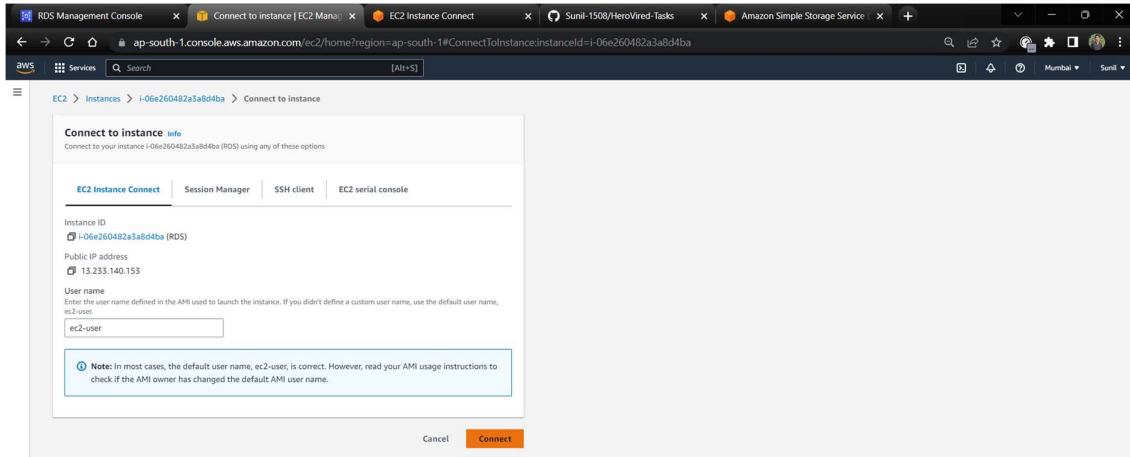 RDS Management Console
Connect to instance | EC2 Manag
EC2 Instance Connect
Sunil-1508/HeroVired-Tasks
Amazon Simple Storage Service
ap-south-1.console.aws.amazon.com/ec2/home?region=ap-south-1#ConnectToInstance:instanceId=i-06e260482a3a8d4ba
aws
Services
Search
[Alt+S]
Mumbai
Sunil
EC2 > Instances > i-06e260482a3a8d4ba > Connect to instance
Connect to instance Info
Connect to your instance i-06e260482a3a8d4ba (RDS) using any of these options
EC2 Instance Connect
Session Manager
SSH client
EC2 serial console
Instance ID
i-06e260482a3a8d4ba (RDS)
Public IP address
13.233.140.153
User name
Enter the user name defined in the AMI used to launch the instance. If you didn't define a custom user name, use the default user name,
ec2-user.
ec2-user
Note: In most cases, the default user name, ec2-user, is correct. However, read your AMI usage instructions to
check if the AMI owner has changed the default AMI user name.
Cancel
Connect